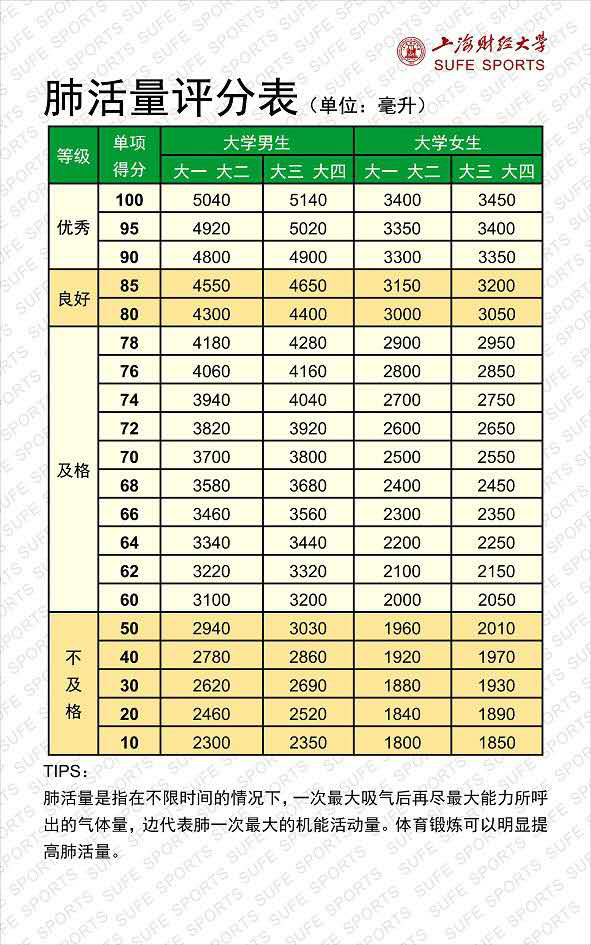 上海财经大学
SUFE SPORTS
肺活量评分表（单位：毫升）
等级 单项得分 大学男生 大学女生
大一 大二 大三 大四 大一 大二 大三 大四
优秀 100 5040 5140 3400 3450
95 4920 5020 3350 3400
90 4800 4900 3300 3350
良好 85 4550 4650 3150 3200
80 4300 4400 3000 3050
及格 78 4180 4280 2900 2950
76 4060 4160 2800 2850
74 3940 4040 2700 2750
72 3820 3920 2600 2650
70 3700 3800 2500 2550
68 3580 3680 2400 2450
66 3460 3560 2300 2350
64 3340 3440 2200 2250
62 3220 3320 2100 2150
60 3100 3200 2000 2050
不及格 50 2940 3030 1960 2010
40 2780 2860 1920 1970
30 2620 2690 1880 1930
20 2460 2520 1840 1890
10 2300 2350 1800 1850
TIPS：
肺活量是指在不限时间的情况下，一次最大吸气后再尽最大能力所呼
出的气体量，边代表肺一次最大的机能活动量。体育锻炼可以明显提
高肺活量。